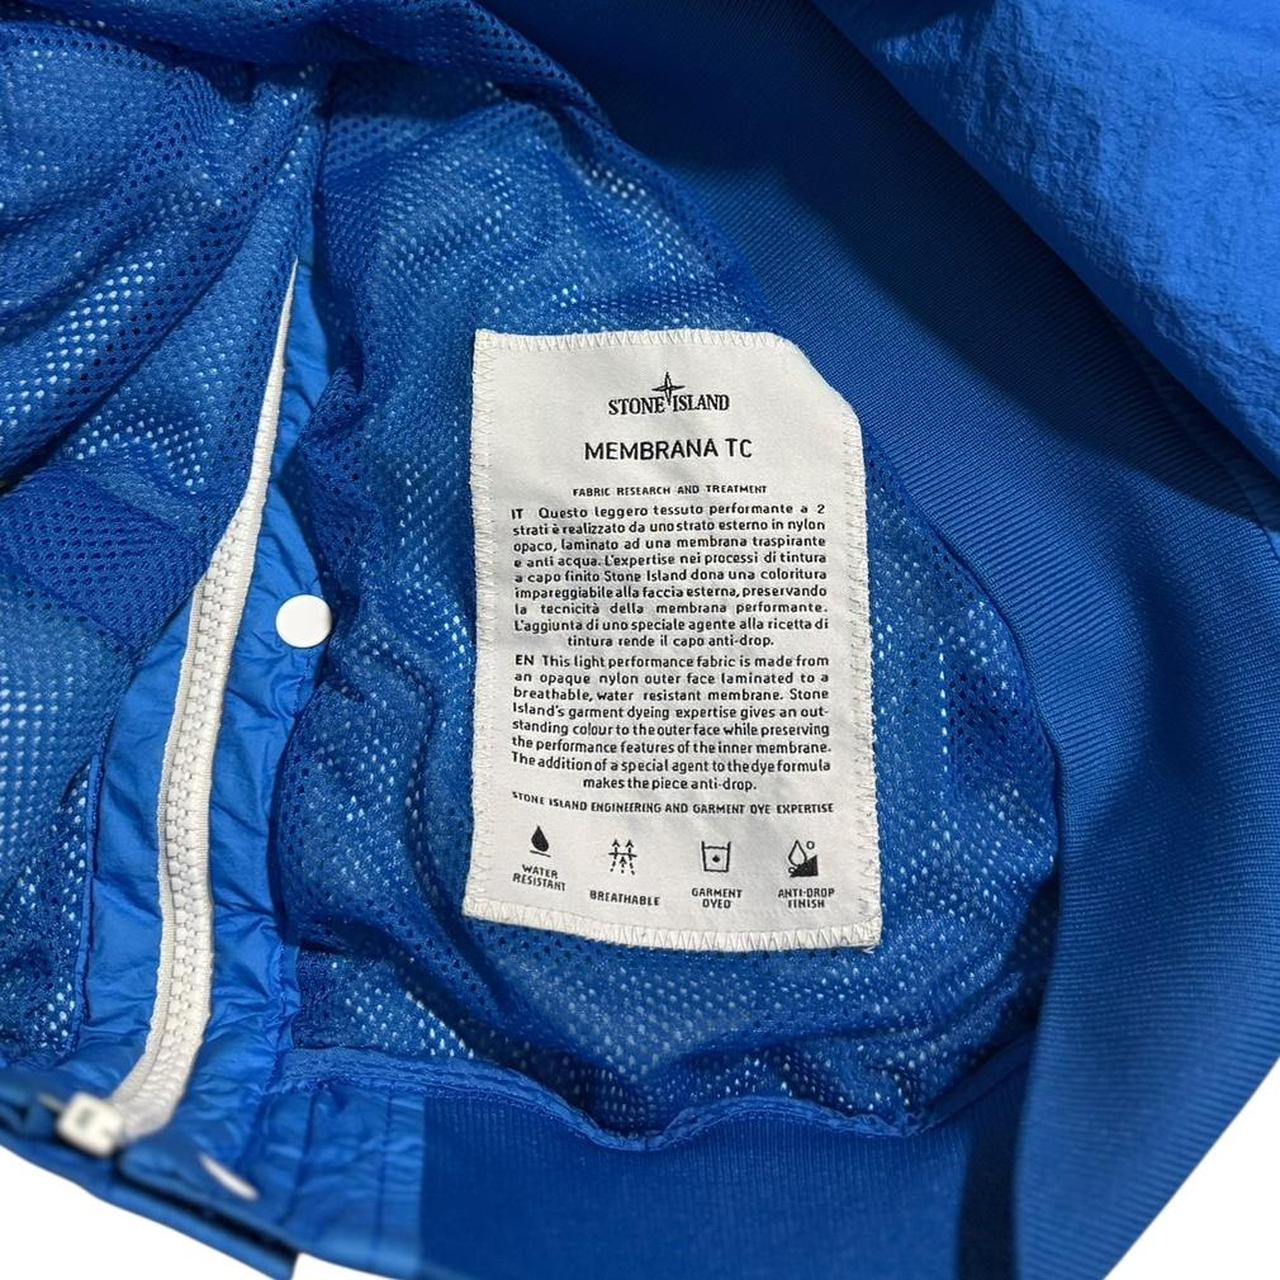 STONE ISLAND
MEMBRANA TC
FABRIC RESEARCH AND TREATMENT
IT Questo leggero tessuto performante a 2
strati è realizzato da uno strato esterno in nylon
opaco, laminato ad una membrana traspirante
e anti acqua. L'expertise nei processi di tintura
a capo finito Stone Island dona una coloritura
impareggiabile alla faccia esterna, preservando
la tecnicità della membrana performante.
L'aggiunta di uno speciale agente alla ricetta di
tintura rende il capo anti-drop.
EN This light performance fabric is made from
an opaque nylon outer face laminated to a
breathable, water resistant membrane. Stone
Island's garment dyeing expertise gives an out-
standing colour to the outer face while preserving
the performance features of the inner membrane.
The addition of a special agent to the dye formula
makes the piece anti-drop.
STONE ISLAND ENGINEERING AND GARMENT DYE EXPERTISE
WATER
RESISTANT
BREATHABLE
GARMENT
DYED
ANTI-DROP
FINISH